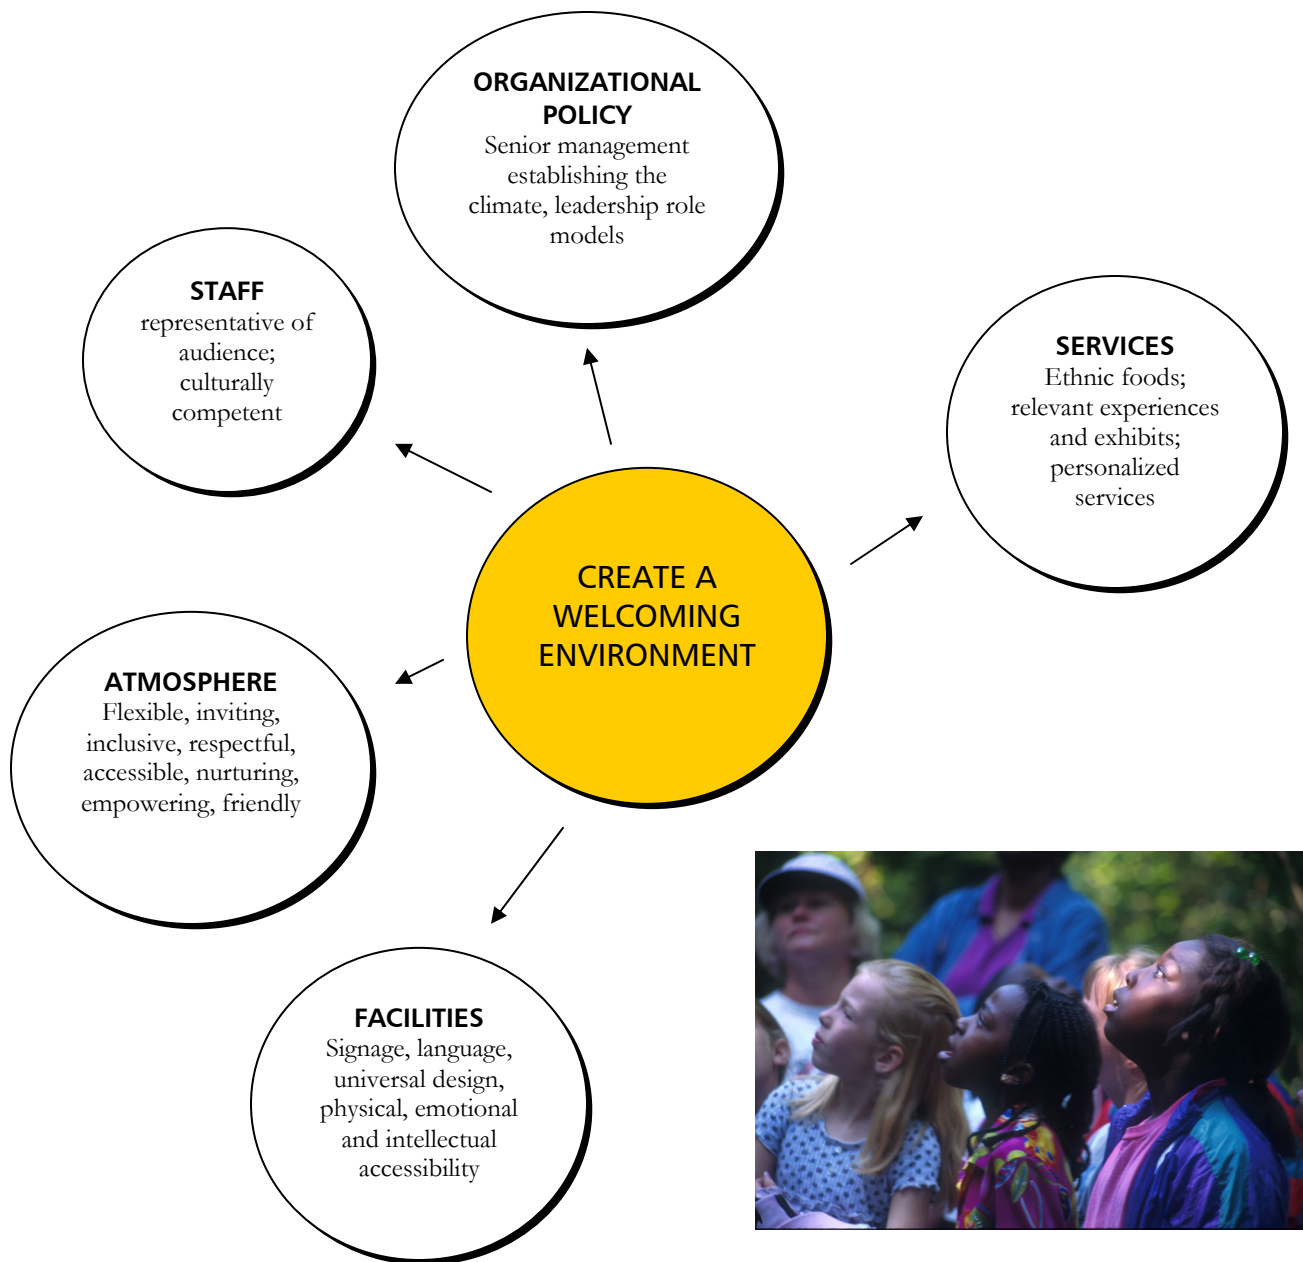 ORGANIZATIONAL
POLICY
Senior management
establishing the
climate, leadership role
models
STAFF
representative of
audience;
culturally
competent
SERVICES
Ethnic foods;
relevant experiences
and exhibits;
personalized
services
CREATE A
WELCOMING
ENVIRONMENT
ATMOSPHERE
Flexible, inviting,
inclusive, respectful,
accessible, nurturing,
empowering, friendly
FACILITIES
Signage, language,
universal design,
physical, emotional
and intellectual
accessibility